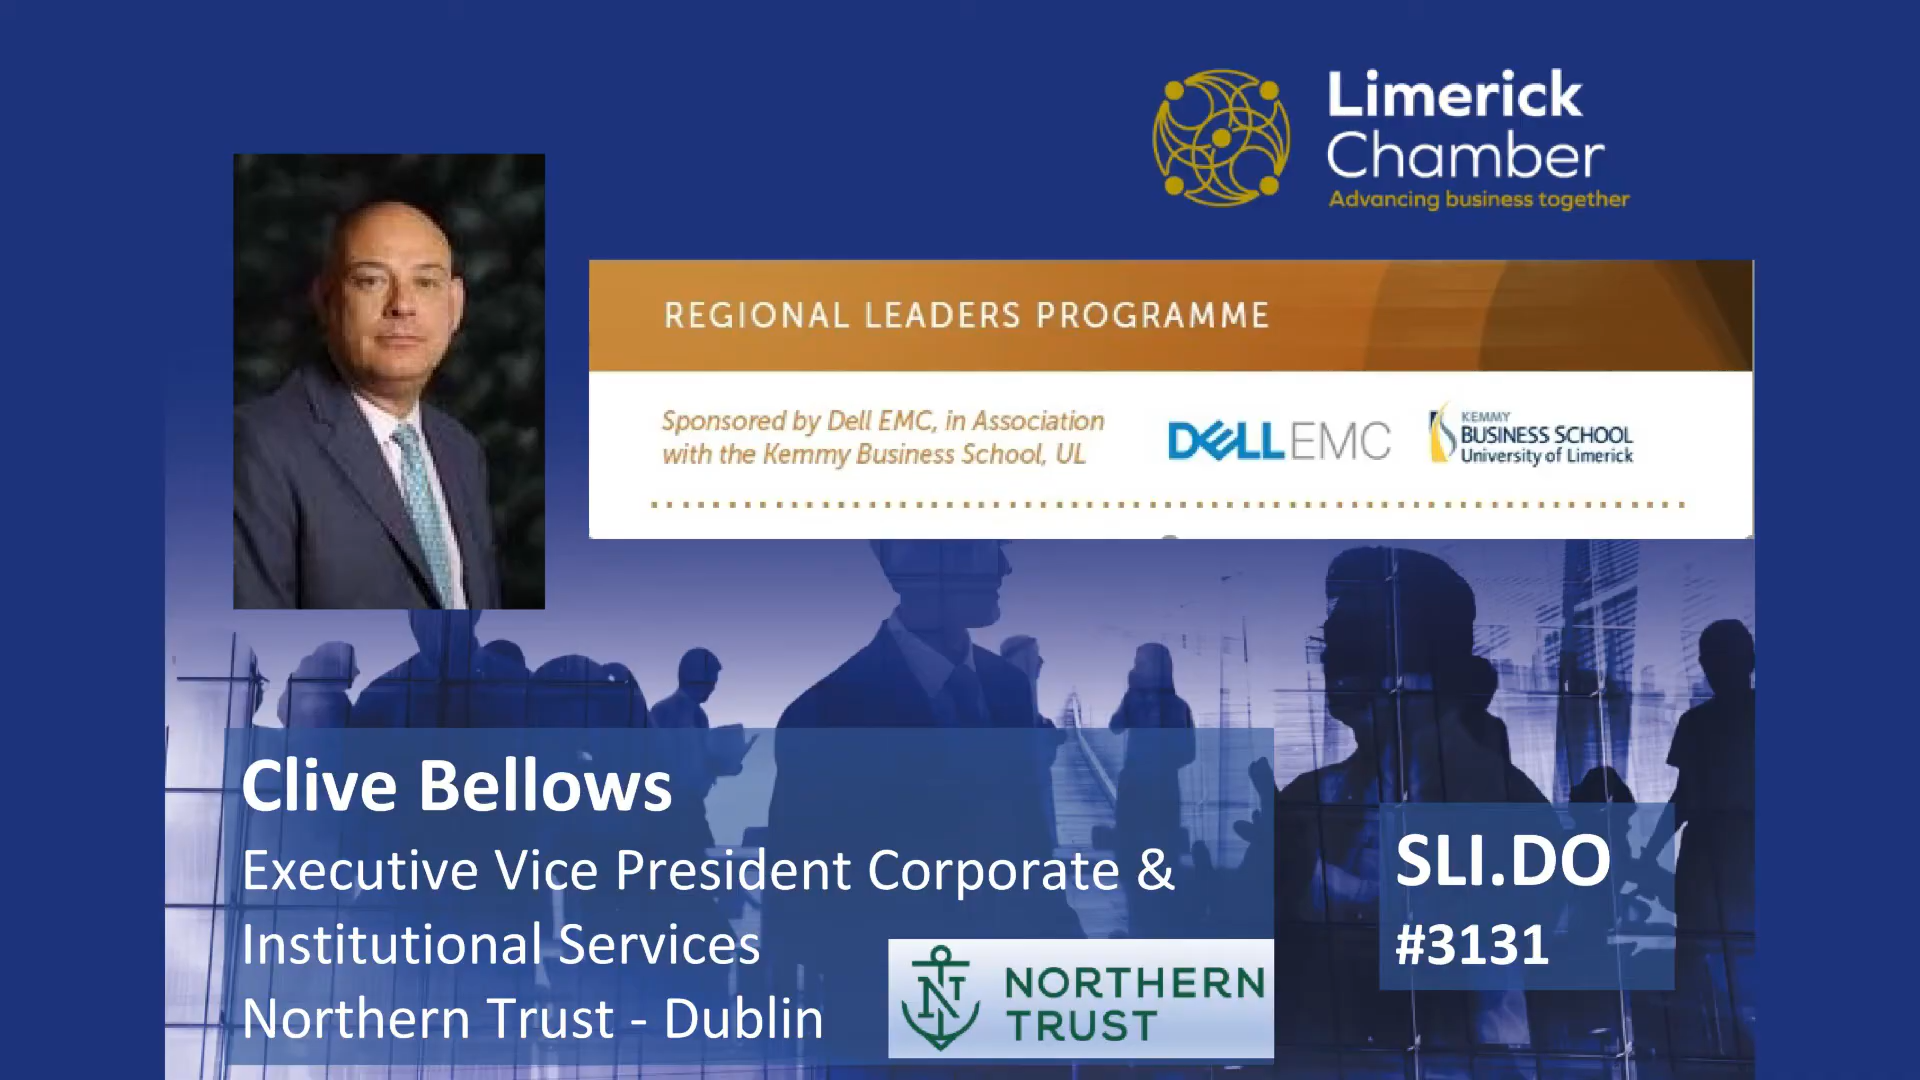 Limerick
Chamber
Advancing business together
REGIONAL LEADERS PROGRAMME
Sponsored by Dell EMC, in Association
with the Kemmy Business School, UL
DELLEMC
KEMMY
BUSINESS SCHOOL
University of Limerick
Clive Bellows
Executive Vice President Corporate &
Institutional Services
Northern Trust - Dublin
NORTHERN
TRUST
SLI.DO
#3131